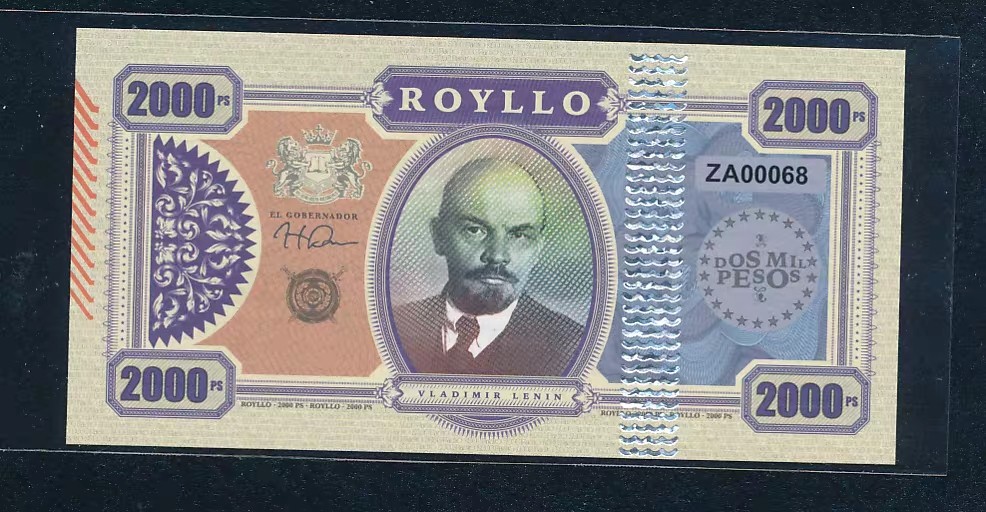 2000 PS
ROYLLO
2000 PS
ZA00068
EL GOBERNADOR
DOS MIL
PESOS
2000 PS
VLADIMIR LENIN
2000 PS
ROYLLO - 2000 PS - ROYLLO - 2000 PS